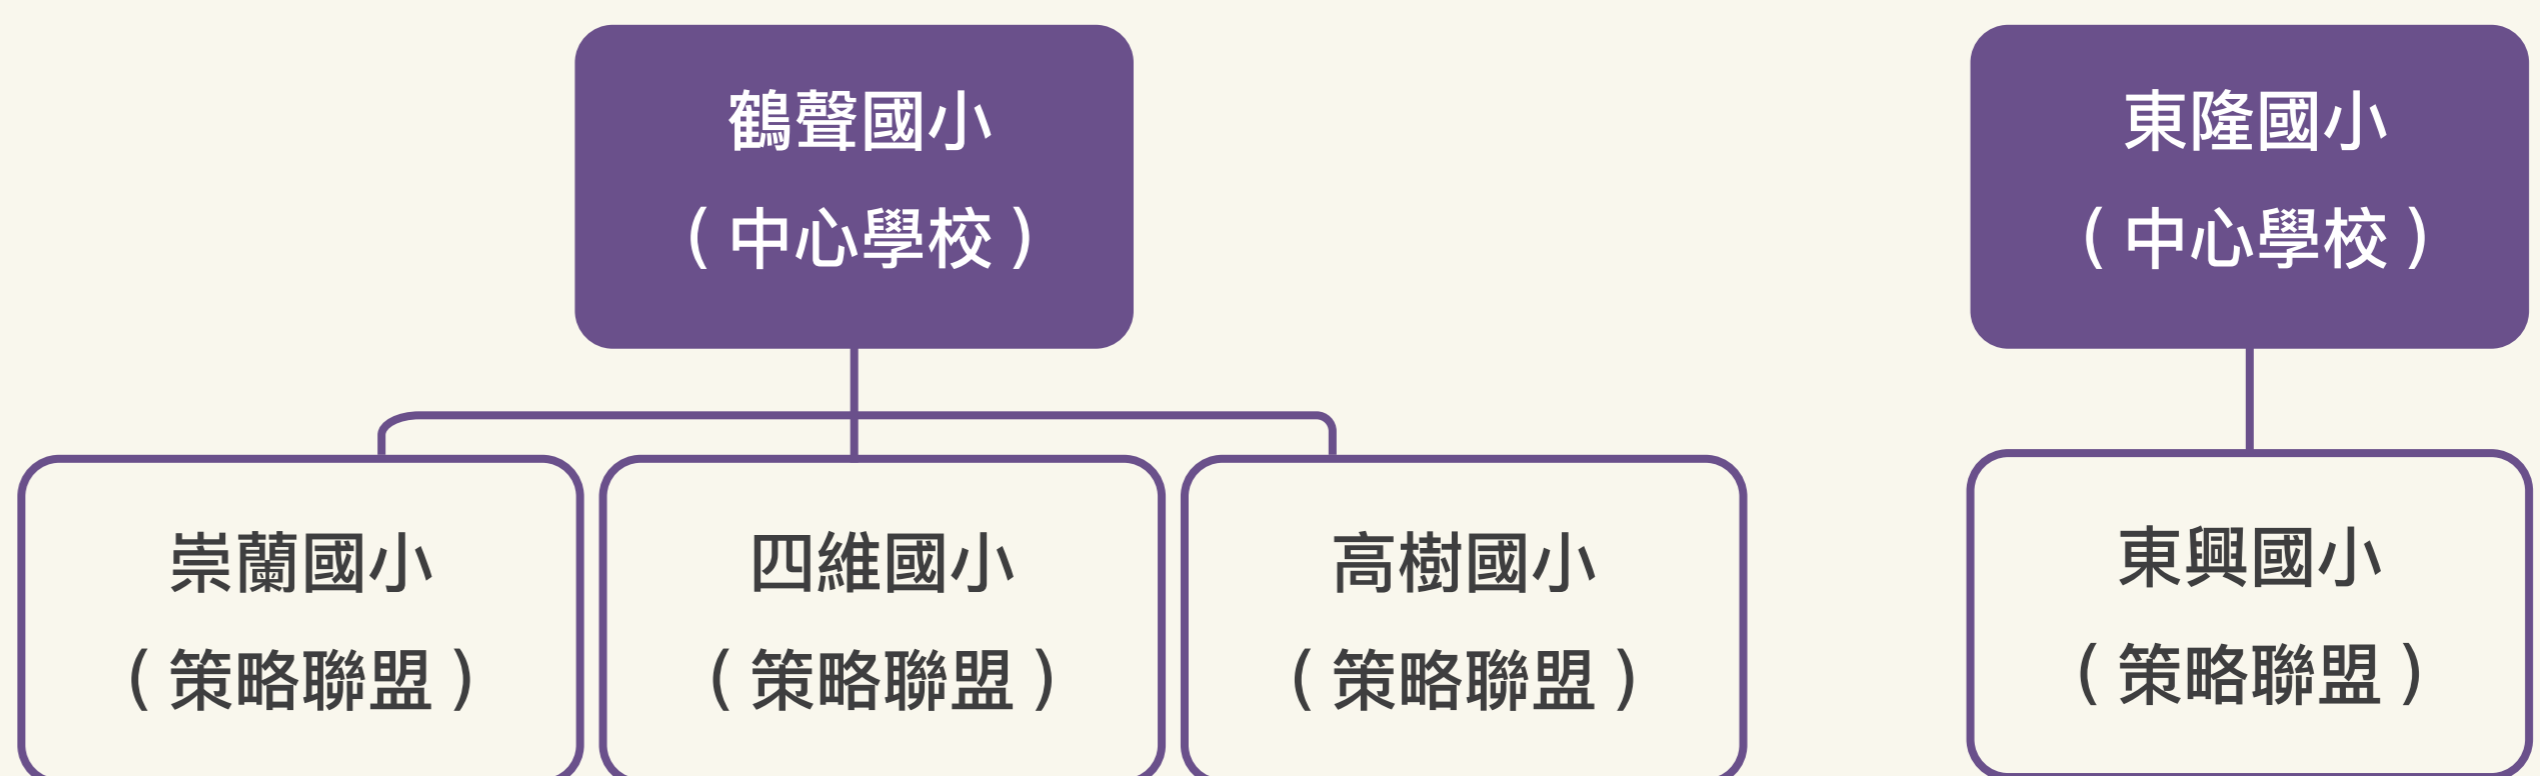 鶴聲國小
(中心學校)
東隆國小
(中心學校)
崇蘭國小
(策略聯盟)
四維國小
(策略聯盟)
高樹國小
(策略聯盟)
東興國小
(策略聯盟)